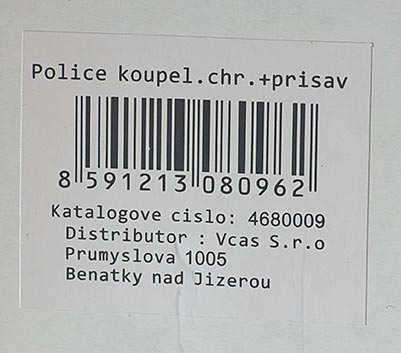 Police koupel.chr.+prisav
8 591213 080962
Katalogove cislo: 4680009
Distributor : Vcas S.r.o
Prumyslova 1005
Benatky nad Jizerou